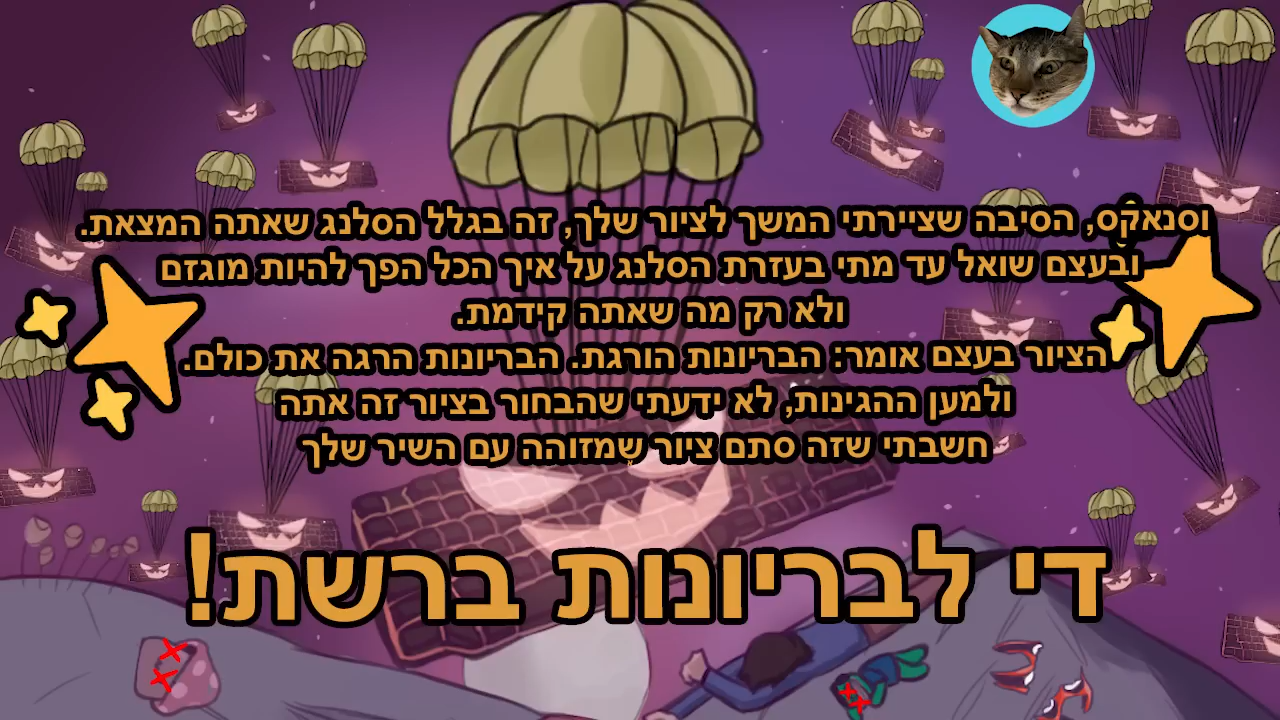 וסנאקס, הסיבה שציירתי המשך לציור שלך, זה בגלל הסלנג שאתה המצאת.
ובעצם שואל עד מתי בעזרת הסלנג על איך הכל הפך להיות מוגזם
ולא רק מה שאתה קידמת.
הציור בעצם אומר: הבריונות הורגת. הבריונות הרגה את כולם.
ולמען ההגינות, לא ידעתי שהבחור בציור זה אתה
חשבתי שזה סתם ציור שֶמזוהה עם השיר שלך
די לבריונות ברשת!